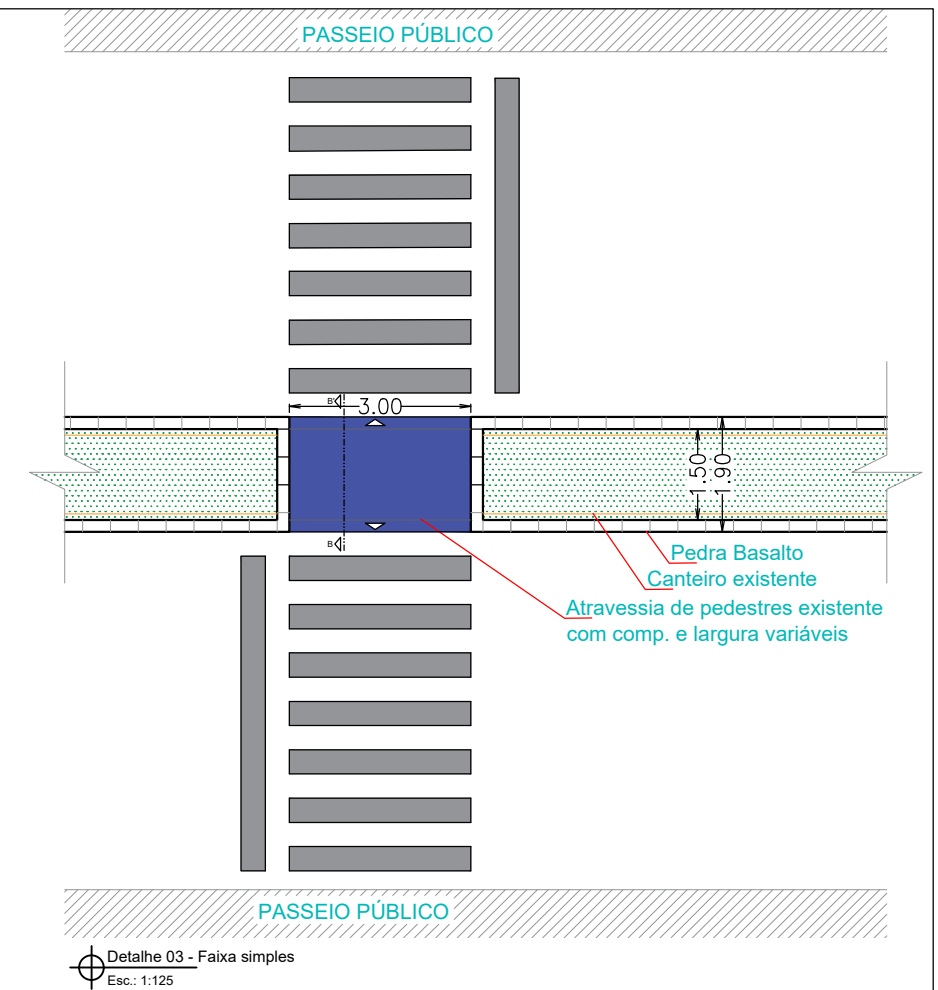 PASSEIO PÚBLICO
B'
3.00
1.50
1.90
B
Pedra Basalto
Canteiro existente
Atravessia de pedestres existente
com comp. e largura variáveis
PASSEIO PÚBLICO
Detalhe 03 - Faixa simples
Esc.: 1:125